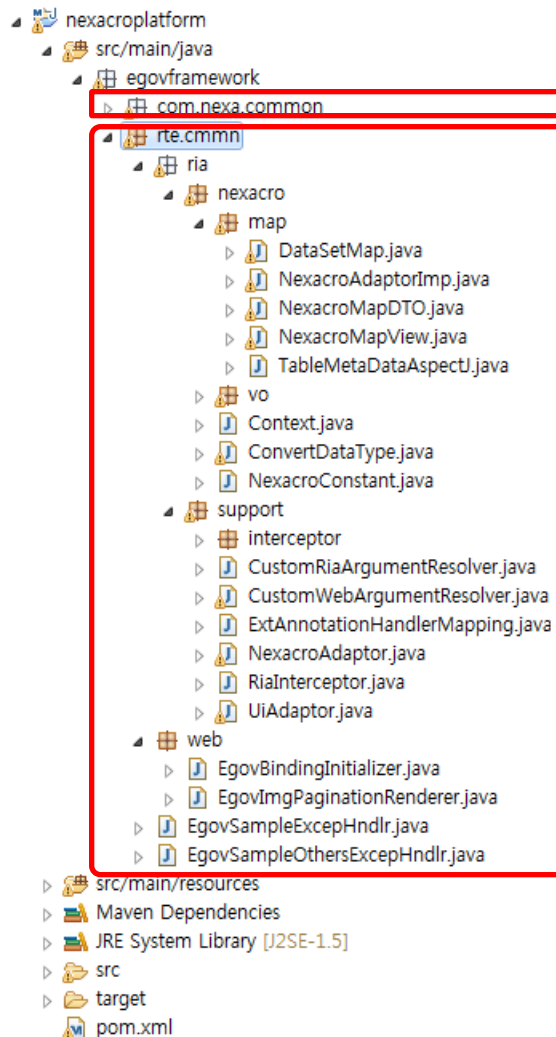 nexacroplatform
src/main/java
egovframework
com.nexa.common
rte.cmmn
ria
nexacro
map
DataSetMap.java
NexacroAdaptorImp.java
NexacroMapDTO.java
NexacroMapView.java
TableMetaDataAspectJ.java
vo
Context.java
ConvertDataType.java
NexacroConstant.java
support
interceptor
CustomRiaArgumentResolver.java
CustomWebArgumentResolver.java
ExtAnnotationHandlerMapping.java
NexacroAdaptor.java
RiaInterceptor.java
UiAdaptor.java
web
EgovBindingInitializer.java
EgovImgPaginationRenderer.java
EgovSampleExcepHndlr.java
EgovSampleOthersExcepHndlr.java
src/main/resources
Maven Dependencies
JRE System Library [J2SE-1.5]
src
target
pom.xml